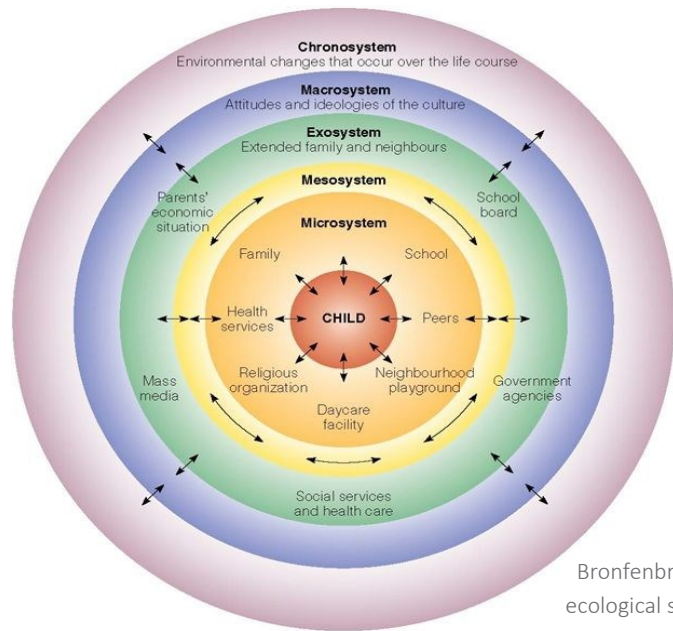 Chronosystem
Environmental changes that occur over the life course
Macrosystem
Attitudes and ideologies of the culture
Exosystem
Extended family and neighbours
Mesosystem
Parents'
economic
situation
School
board
Microsystem
Family
School
Health
services
CHILD
Peers
Religious
organization
Neighbourhood
playground
Mass
media
Government
agencies
Daycare
facility
Social services
and health care
Bronfenbr
ecological s